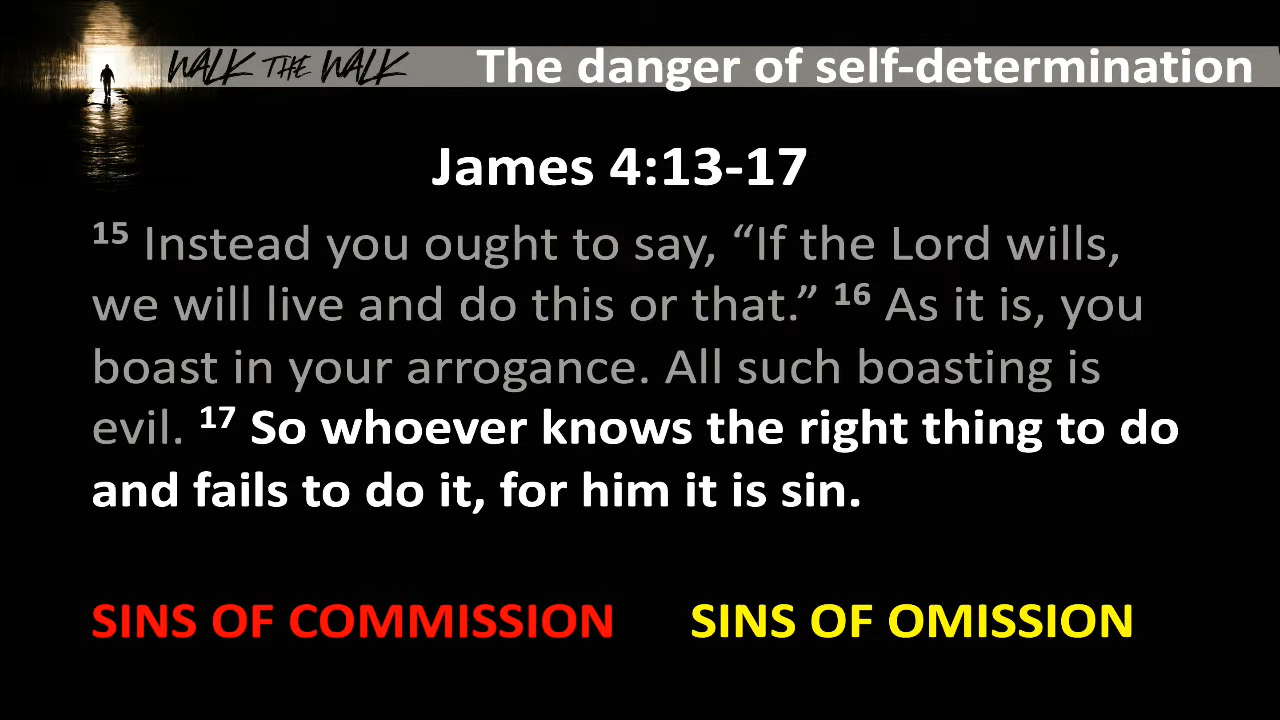 WALK THE WALK
The danger of self-determination
James 4:13-17
15 Instead you ought to say, “If the Lord wills,
we will live and do this or that.” 16 As it is, you
boast in your arrogance. All such boasting is
evil. 17 So whoever knows the right thing to do
and fails to do it, for him it is sin.
SINS OF COMMISSION SINS OF OMISSION